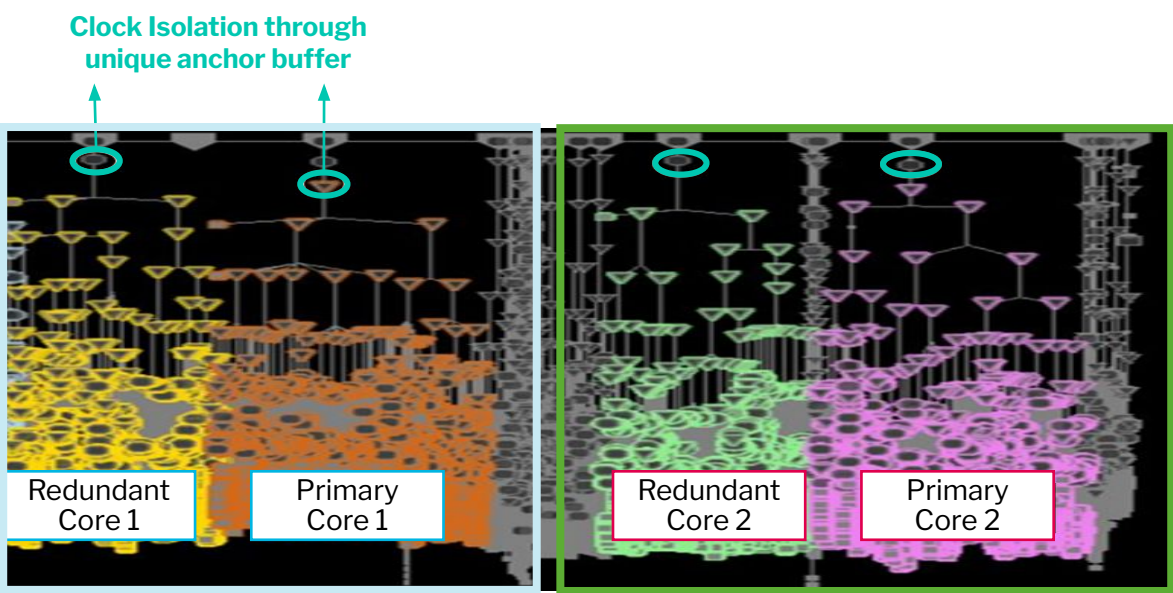 Clock Isolation through
unique anchor buffer
Redundant
Core 1
Primary
Core 1
Redundant
Core 2
Primary
Core 2